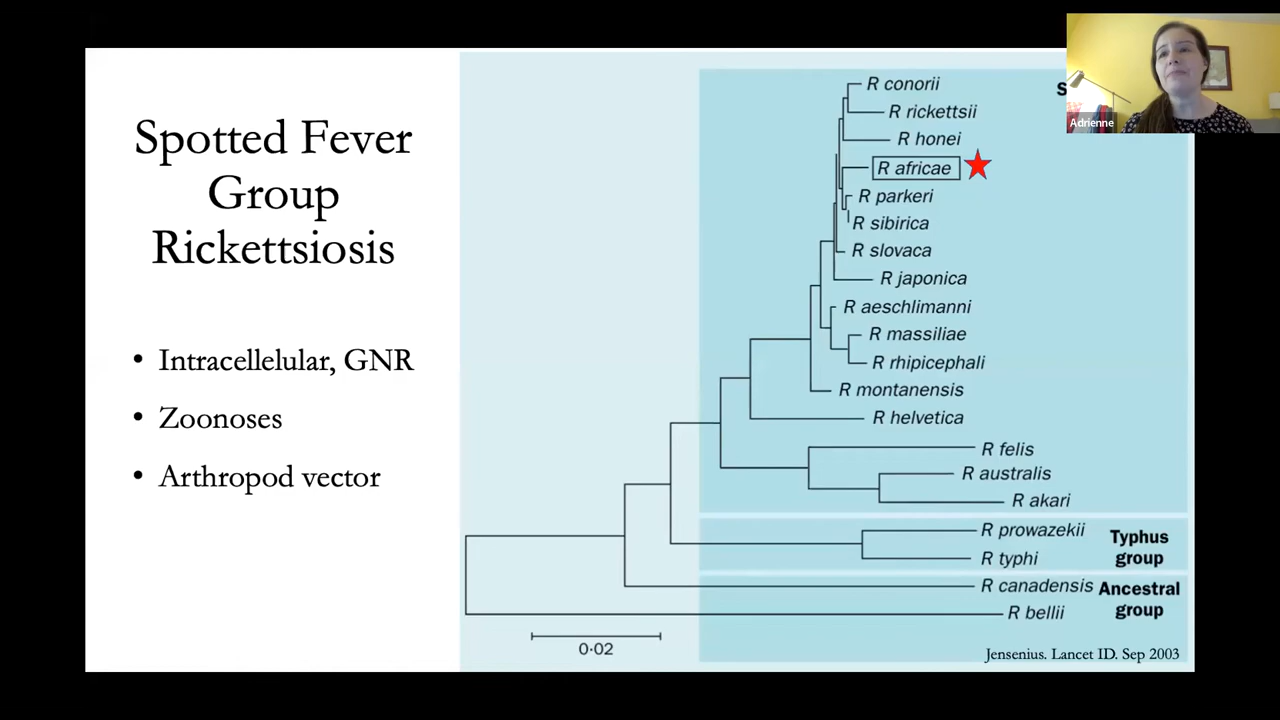 Spotted Fever
Group
Rickettsiosis
• Intracellelular, GNR
• Zoonoses
• Arthropod vector
R conorii
R rickettsii
R honei
R africae
R parkeri
R sibirica
R slovaca
R japonica
R aeschlimanni
R massiliae
R rhipicephali
R montanensis
R helvetica
R felis
R australis
R akari
R prowazekii
R typhi
Typhus
group
R canadensis
R bellii
Ancestral
group
0·02
Jensenius. Lancet ID. Sep 2003
Adrienne